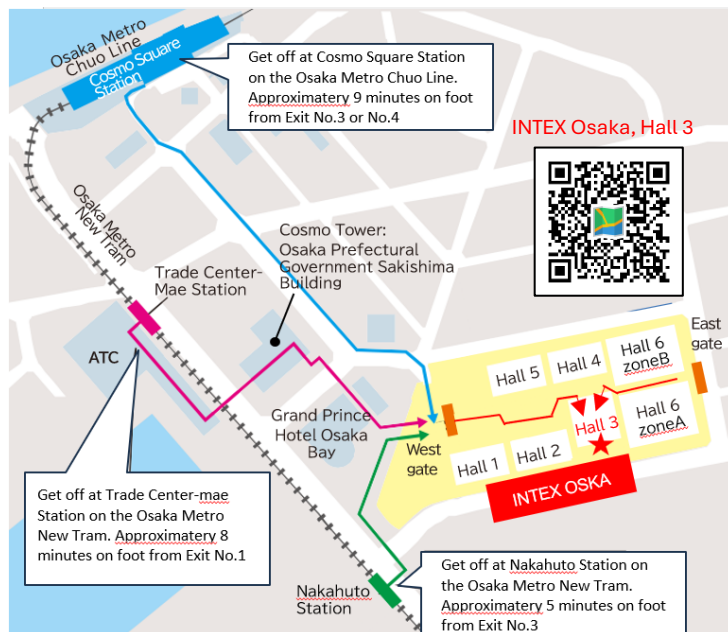 Osaka Metro
Chuo Line
Cosmo Square
Station
Get off at Cosmo Square Station
on the Osaka Metro Chuo Line.
Approximatery 9 minutes on foot
from Exit No.3 or No.4
INTEX Osaka, Hall 3
Osaka Metro
New Tram
Trade Center-
Mae Station
Cosmo Tower:
Osaka Prefectural
Government Sakishima
Building
ATC
East
gate
Hall 6
zoneB
Hall 4
Hall 5
Hall 6
zoneA
Hall 3
Grand Prince
Hotel Osaka
Bay
West
gate
Hall 1
Hall 2
INTEX OSKA
Get off at Trade Center-mae
Station on the Osaka Metro
New Tram. Approximatery 8
minutes on foot from Exit No.1
Nakahuto
Station
Get off at Nakahuto Station on
the Osaka Metro New Tram.
Approximatery 5 minutes on foot
from Exit No.3